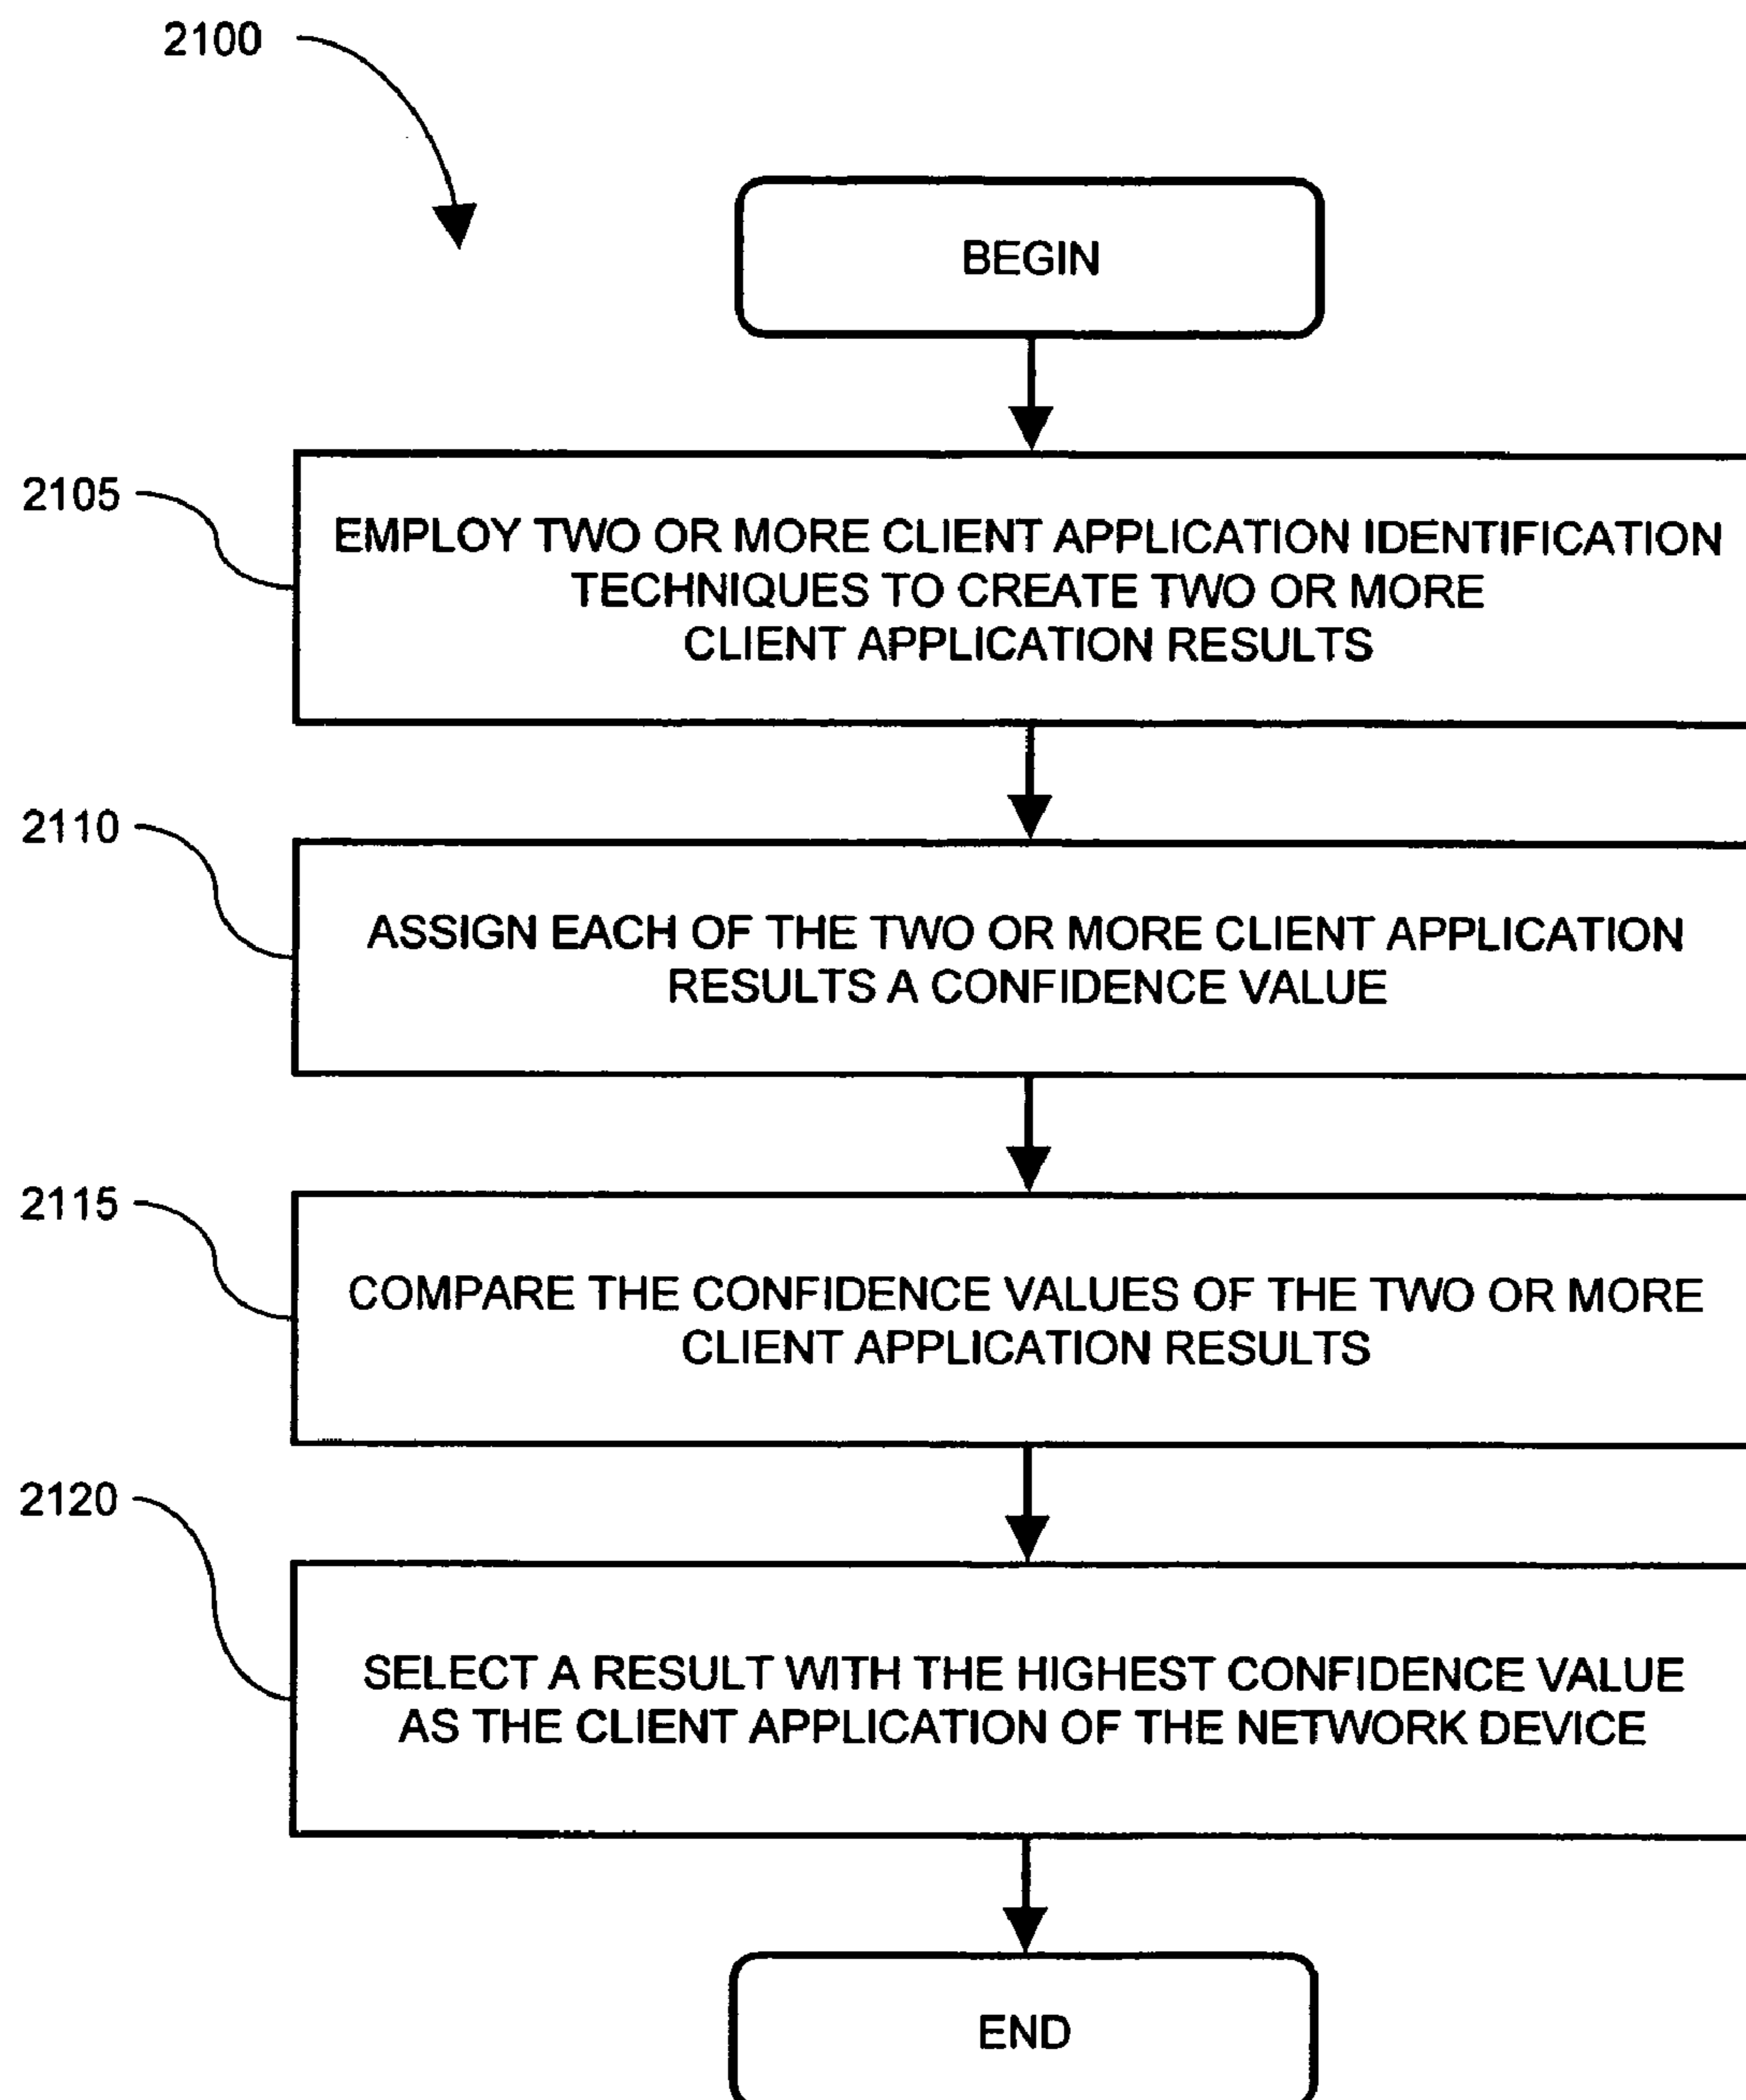 2100
BEGIN
2105
EMPLOY TWO OR MORE CLIENT APPLICATION IDENTIFICATION
TECHNIQUES TO CREATE TWO OR MORE
CLIENT APPLICATION RESULTS
2110
ASSIGN EACH OF THE TWO OR MORE CLIENT APPLICATION
RESULTS A CONFIDENCE VALUE
2115
COMPARE THE CONFIDENCE VALUES OF THE TWO OR MORE
CLIENT APPLICATION RESULTS
2120
SELECT A RESULT WITH THE HIGHEST CONFIDENCE VALUE
AS THE CLIENT APPLICATION OF THE NETWORK DEVICE
END